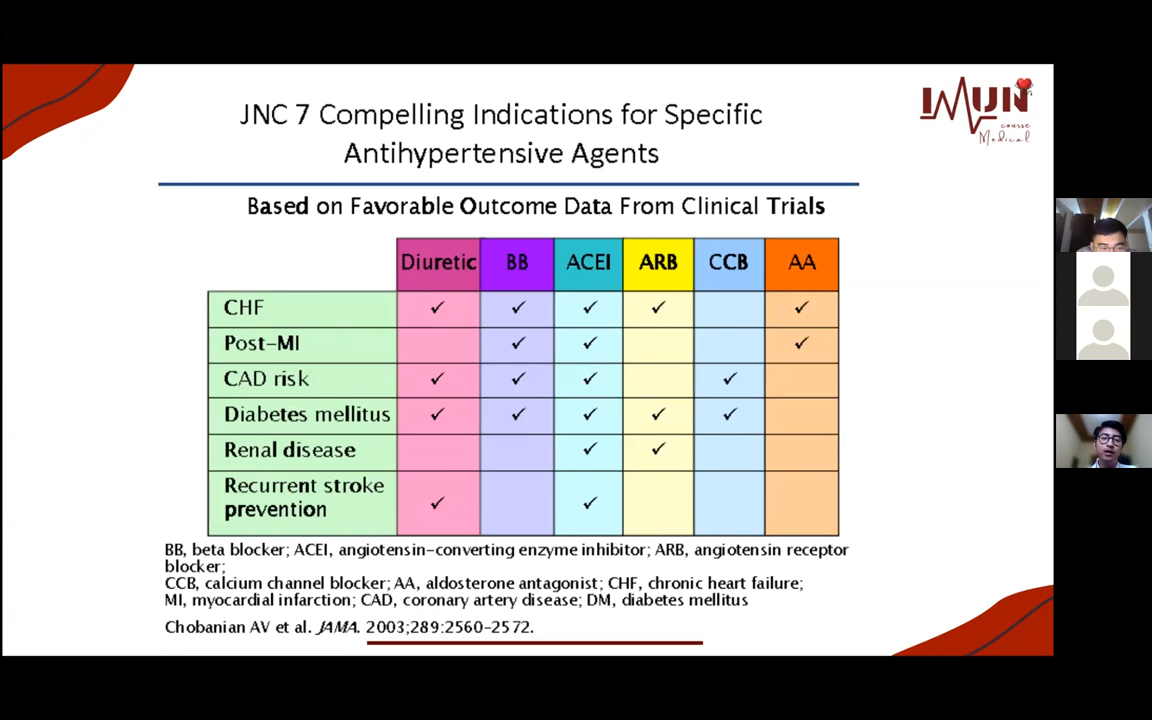 JNC 7 Compelling Indications for Specific
Antihypertensive Agents
IMUN
course
Medical
Based on Favorable Outcome Data From Clinical Trials
Diuretic BB ACEI ARB CCB AA
CHF ✓ ✓ ✓ ✓ ✓
Post-MI ✓ ✓ ✓
CAD risk ✓ ✓ ✓ ✓
Diabetes mellitus ✓ ✓ ✓ ✓ ✓
Renal disease ✓ ✓
Recurrent stroke
prevention ✓ ✓
BB, beta blocker; ACEI, angiotensin-converting enzyme inhibitor; ARB, angiotensin receptor
blocker;
CCB, calcium channel blocker; AA, aldosterone antagonist; CHF, chronic heart failure;
MI, myocardial infarction; CAD, coronary artery disease; DM, diabetes mellitus
Chobanian AV et al. JAMA. 2003;289:2560-2572.